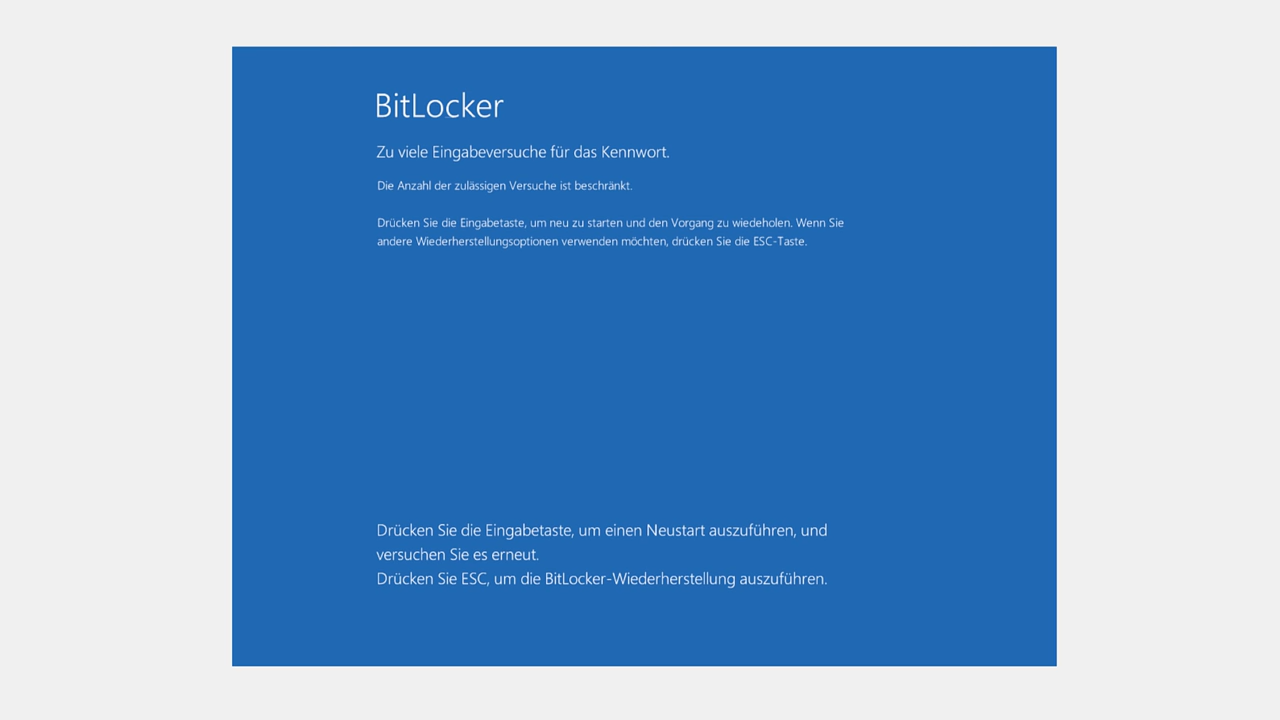 BitLocker
Zu viele Eingabeversuche für das Kennwort.
Die Anzahl der zulässigen Versuche ist beschränkt.
Drücken Sie die Eingabetaste, um neu zu starten und den Vorgang zu wiedeholen. Wenn Sie
andere Wiederherstellungsoptionen verwenden möchten, drücken Sie die ESC-Taste.
Drücken Sie die Eingabetaste, um einen Neustart auszuführen, und
versuchen Sie es erneut.
Drücken Sie ESC, um die BitLocker-Wiederherstellung auszuführen.